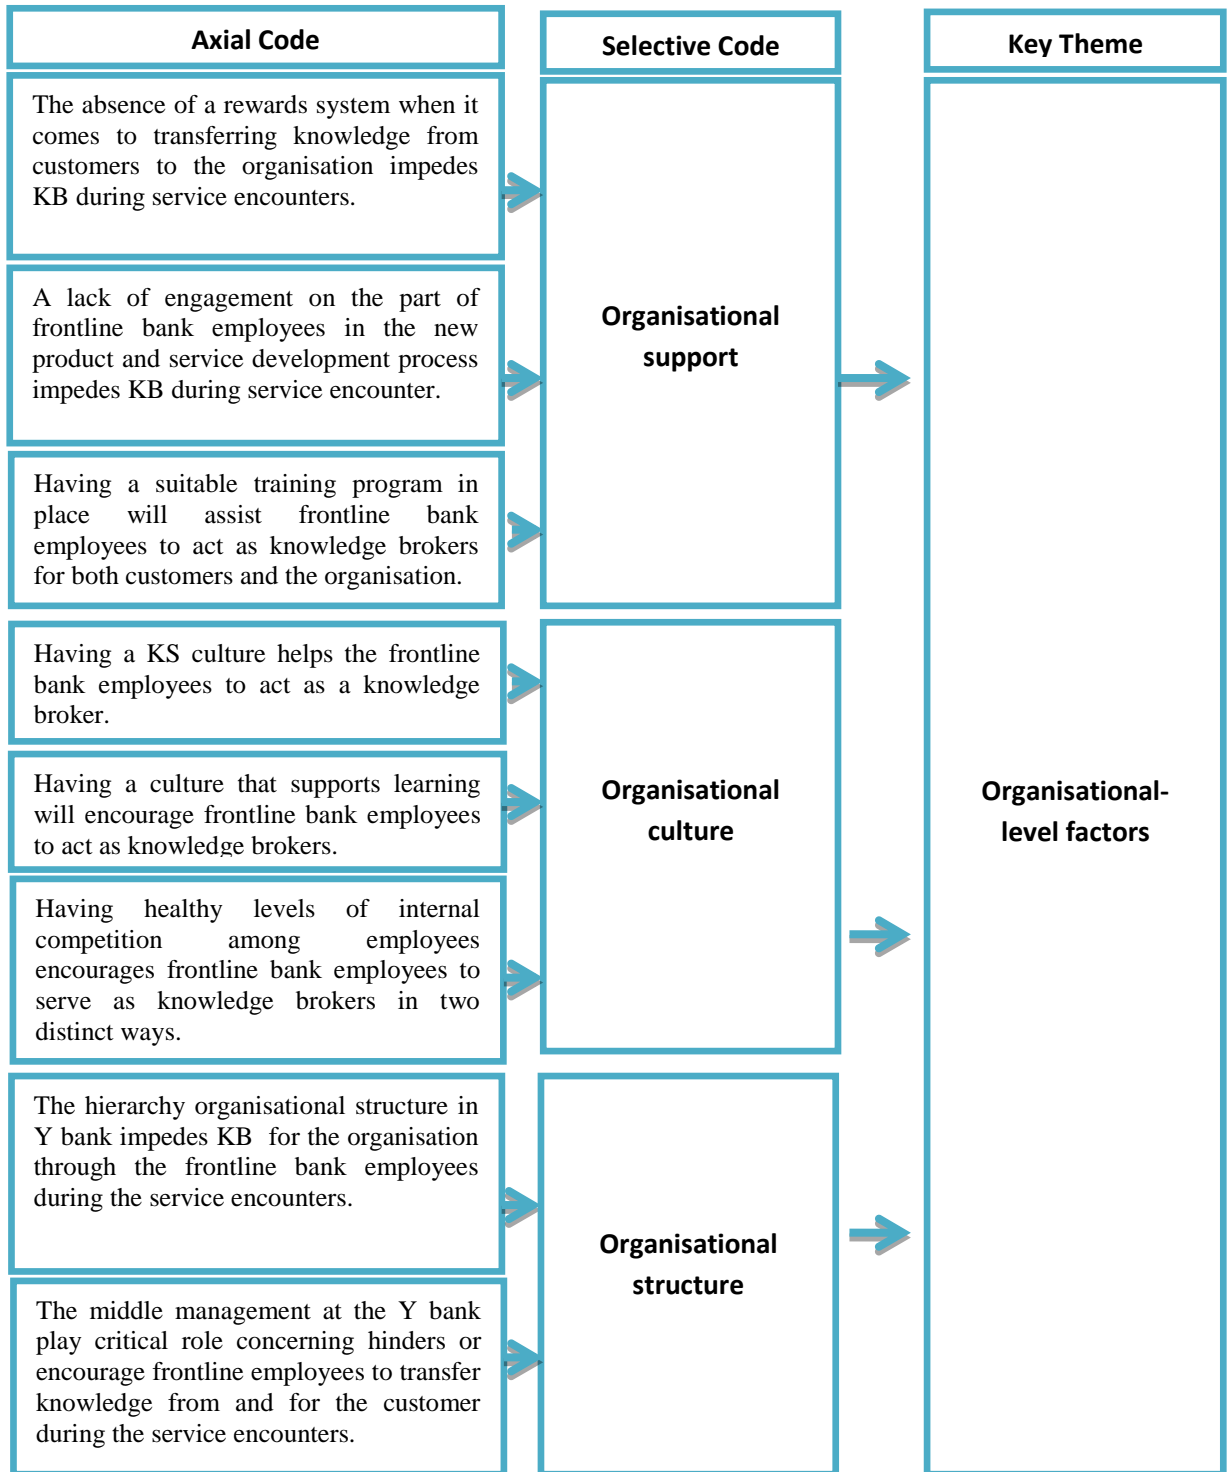 Axial Code
Selective Code
Key Theme
The absence of a rewards system when it
comes to transferring knowledge from
customers to the organisation impedes
KB during service encounters.
A lack of engagement on the part of
frontline bank employees in the new
product and service development process
impedes KB during service encounter.
Having a suitable training program in
place will assist frontline bank
employees to act as knowledge brokers
for both customers and the organisation.
Organisational
support
Having a KS culture helps the frontline
bank employees to act as a knowledge
broker.
Having a culture that supports learning
will encourage frontline bank employees
to act as knowledge brokers.
Having healthy levels of internal
competition among employees
encourages frontline bank employees to
serve as knowledge brokers in two
distinct ways.
Organisational
culture
The hierarchy organisational structure in
Y bank impedes KB for the organisation
through the frontline bank employees
during the service encounters.
The middle management at the Y bank
play critical role concerning hinders or
encourage frontline employees to transfer
knowledge from and for the customer
during the service encounters.
Organisational
structure
Organisational-
level factors